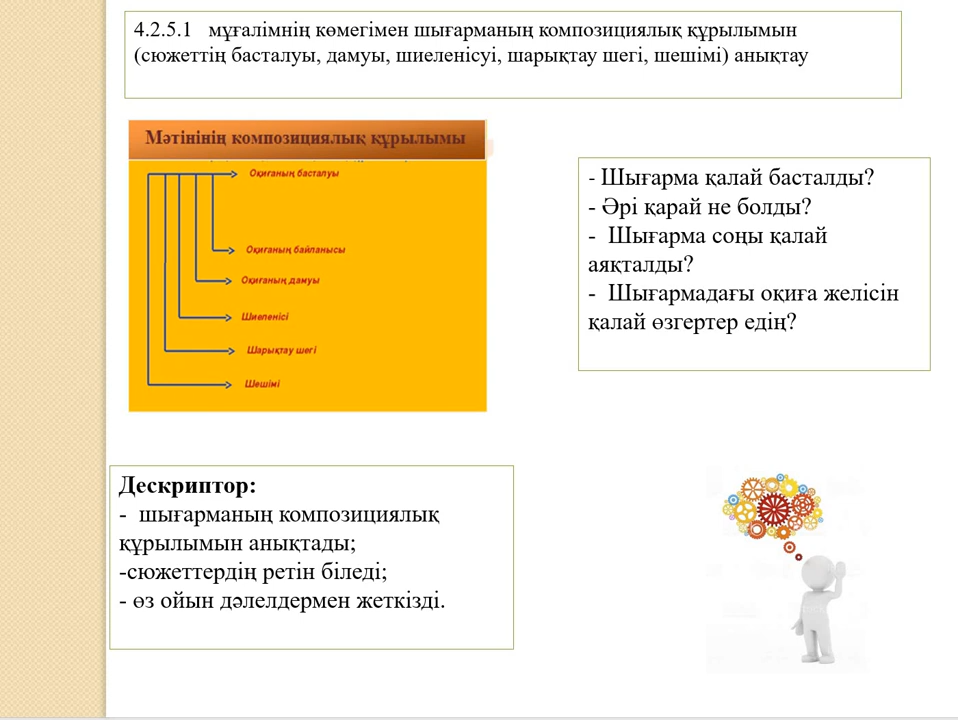 4.2.5.1 мұғалімнің көмегімен шығарманың композициялық құрылымын
(сюжеттің басталуы, дамуы, шиеленісуі, шарықтау шегі, шешімі) анықтау
Мәтінінің композициялық құрылымы
Оқиғаның басталуы
Оқиғаның байланысы
Оқиғаның дамуы
Шиеленісі
Шарықтау шегі
Шешімі
- Шығарма қалай басталды?
- Әрі қарай не болды?
- Шығарма соңы қалай
аяқталды?
- Шығармадағы оқиға желісін
қалай өзгертер едің?
Дескриптор:
- шығарманың композициялық
құрылымын анықтады;
-сюжеттердің ретін біледі;
- өз ойын дәлелдермен жеткізді.